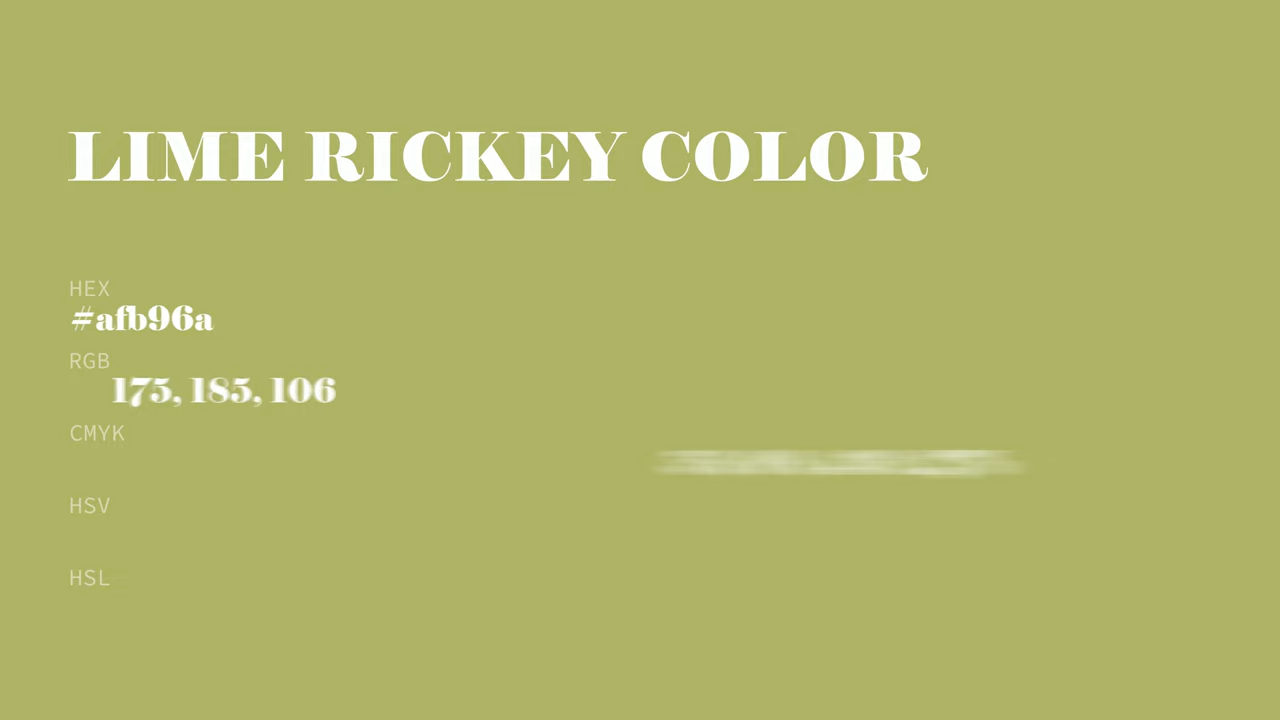 LIME RICKEY COLOR
HEX
#afb96a
RGB
175, 185, 106
CMYK
HSV
HSL